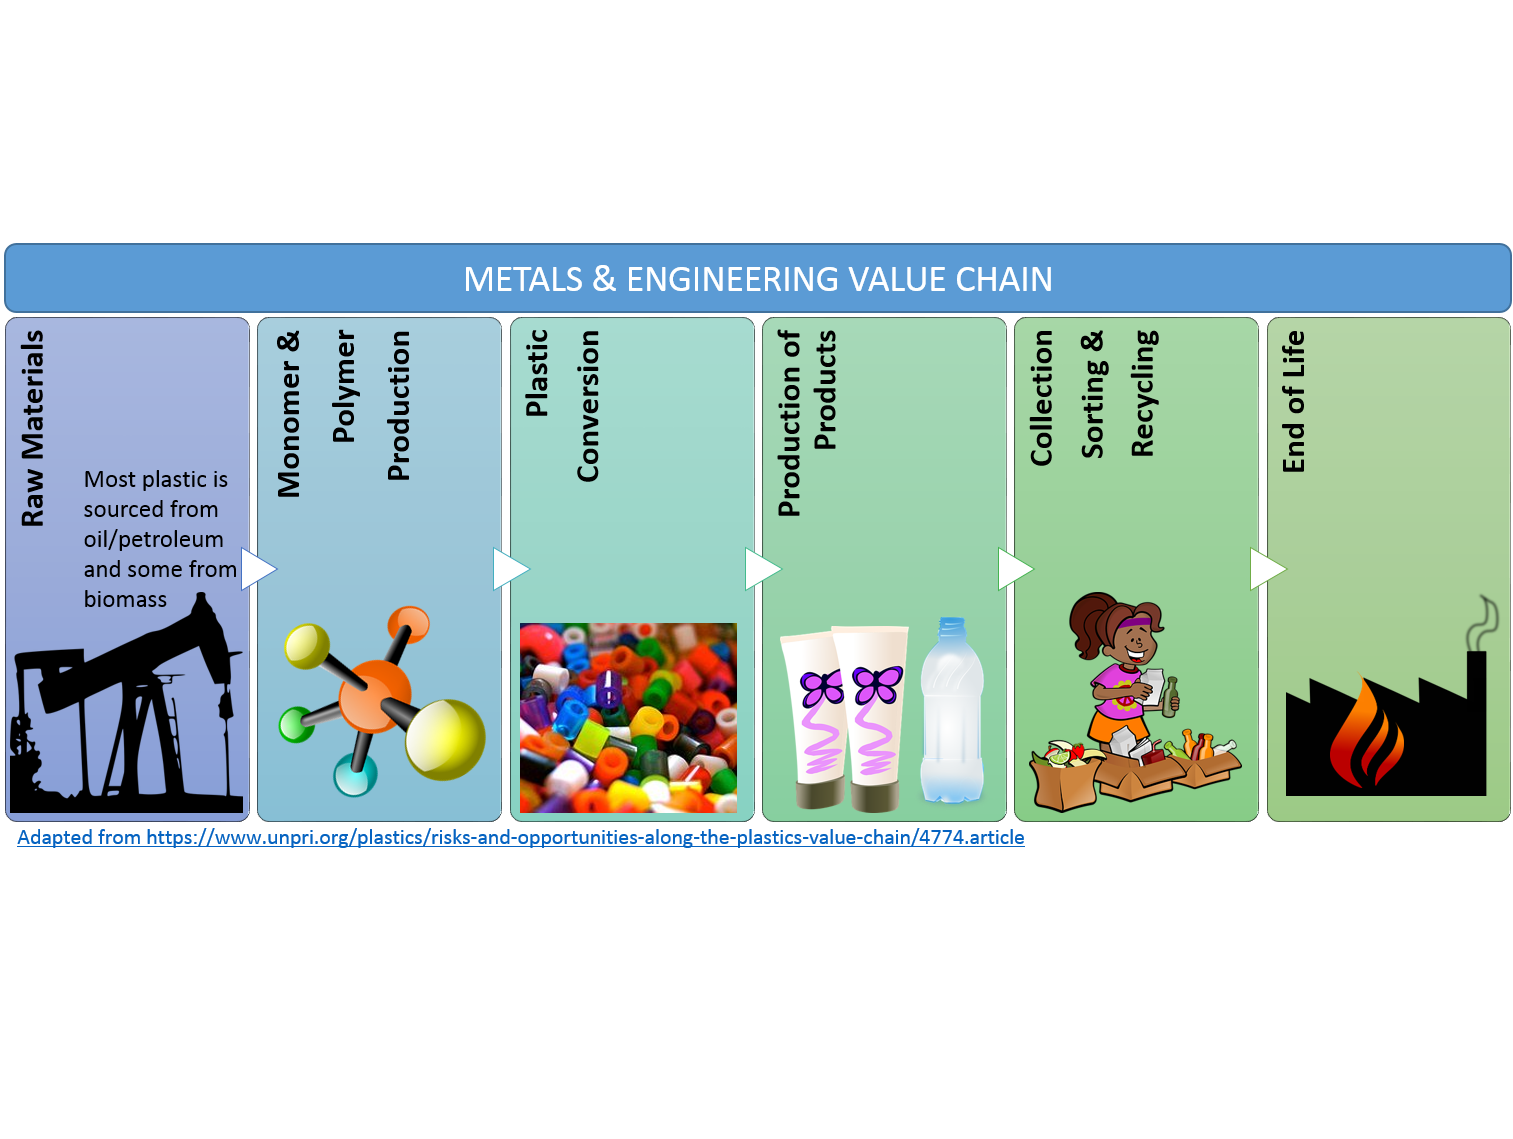 METALS & ENGINEERING VALUE CHAIN
Raw Materials
Most plastic is
sourced from
oil/petroleum
and some from
biomass
Monomer &
Polymer
Production
Plastic
Conversion
Production of
Products
Collection
Sorting &
Recycling
End of Life
Adapted from https://www.unpri.org/plastics/risks-and-opportunities-along-the-plastics-value-chain/4774.article